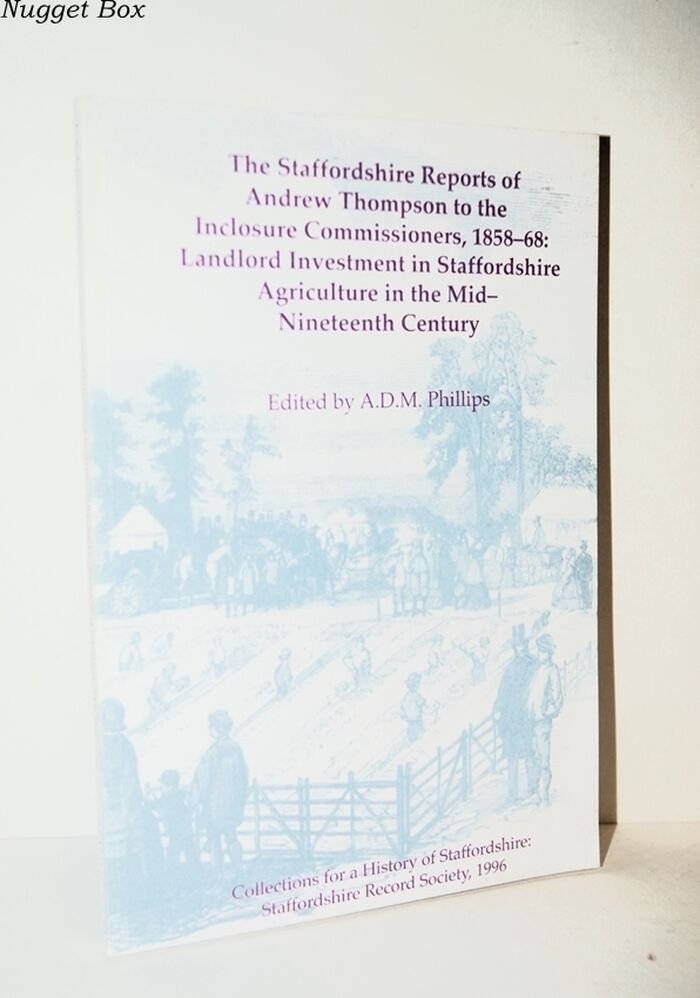 Nugget Box
The Staffordshire Reports of
Andrew Thompson to the
Inclosure Commissioners, 1858–68:
Landlord Investment in Staffordshire
Agriculture in the Mid–
Nineteenth Century
Edited by A.D.M. Phillips
Collections for a History of Staffordshire:
Staffordshire Record Society, 1996